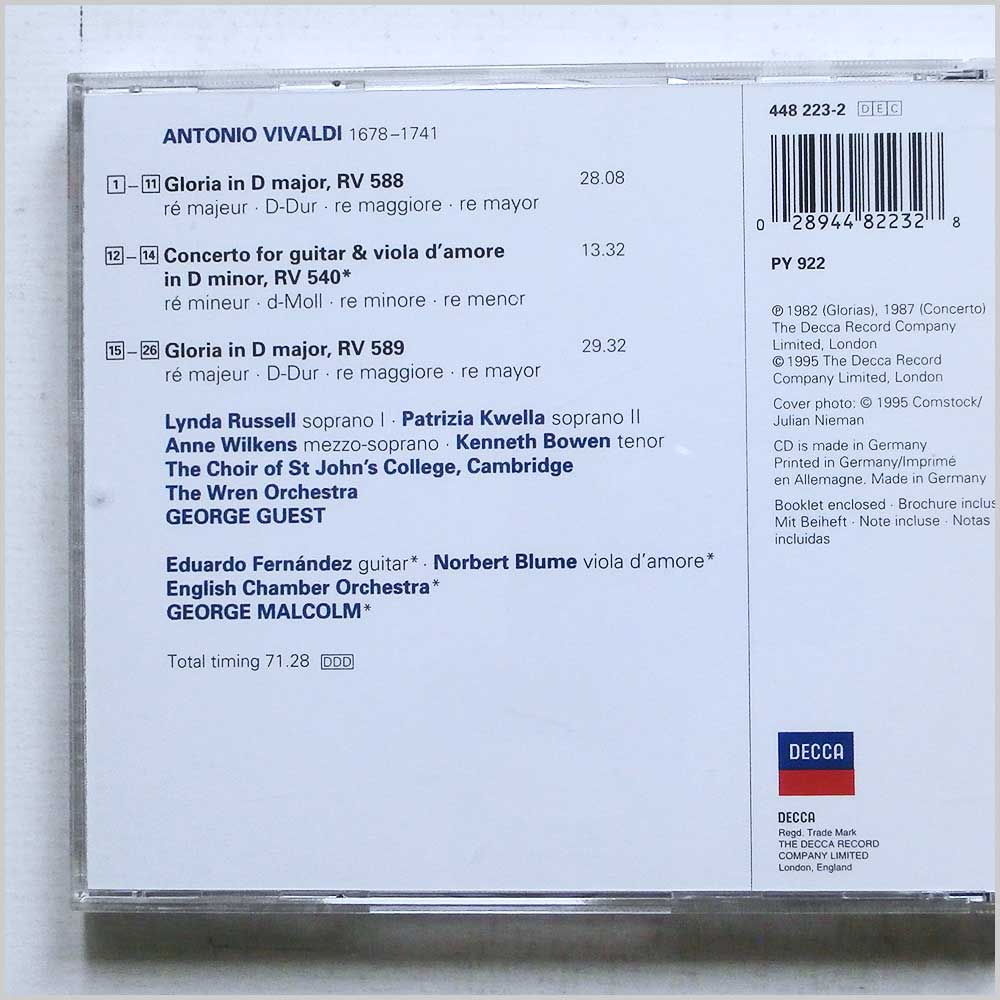 ANTONIO VIVALDI 1678–1741
1 – 11 Gloria in D major, RV 588 28.08
ré majeur · D-Dur · re maggiore · re mayor
12 – 14 Concerto for guitar & viola d'amore 13.32
in D minor, RV 540*
ré mineur · d-Moll · re minore · re menor
15 – 26 Gloria in D major, RV 589 29.32
ré majeur · D-Dur · re maggiore · re mayor
Lynda Russell soprano I · Patrizia Kwella soprano II
Anne Wilkens mezzo-soprano · Kenneth Bowen tenor
The Choir of St John's College, Cambridge
The Wren Orchestra
GEORGE GUEST
Eduardo Fernández guitar* · Norbert Blume viola d'amore*
English Chamber Orchestra*
GEORGE MALCOLM*
Total timing 71.28 DDD
448 223-2 DEC
0 28944 82232 8
PY 922
℗ 1982 (Glorias), 1987 (Concerto)
The Decca Record Company
Limited, London
© 1995 The Decca Record
Company Limited, London
Cover photo: © 1995 Comstock/
Julian Nieman
CD is made in Germany
Printed in Germany/Imprimé
en Allemagne. Made in Germany
Booklet enclosed · Brochure inclus
Mit Beiheft · Note incluse · Notas
incluidas
DECCA
DECCA
Regd. Trade Mark
THE DECCA RECORD
COMPANY LIMITED
London, England